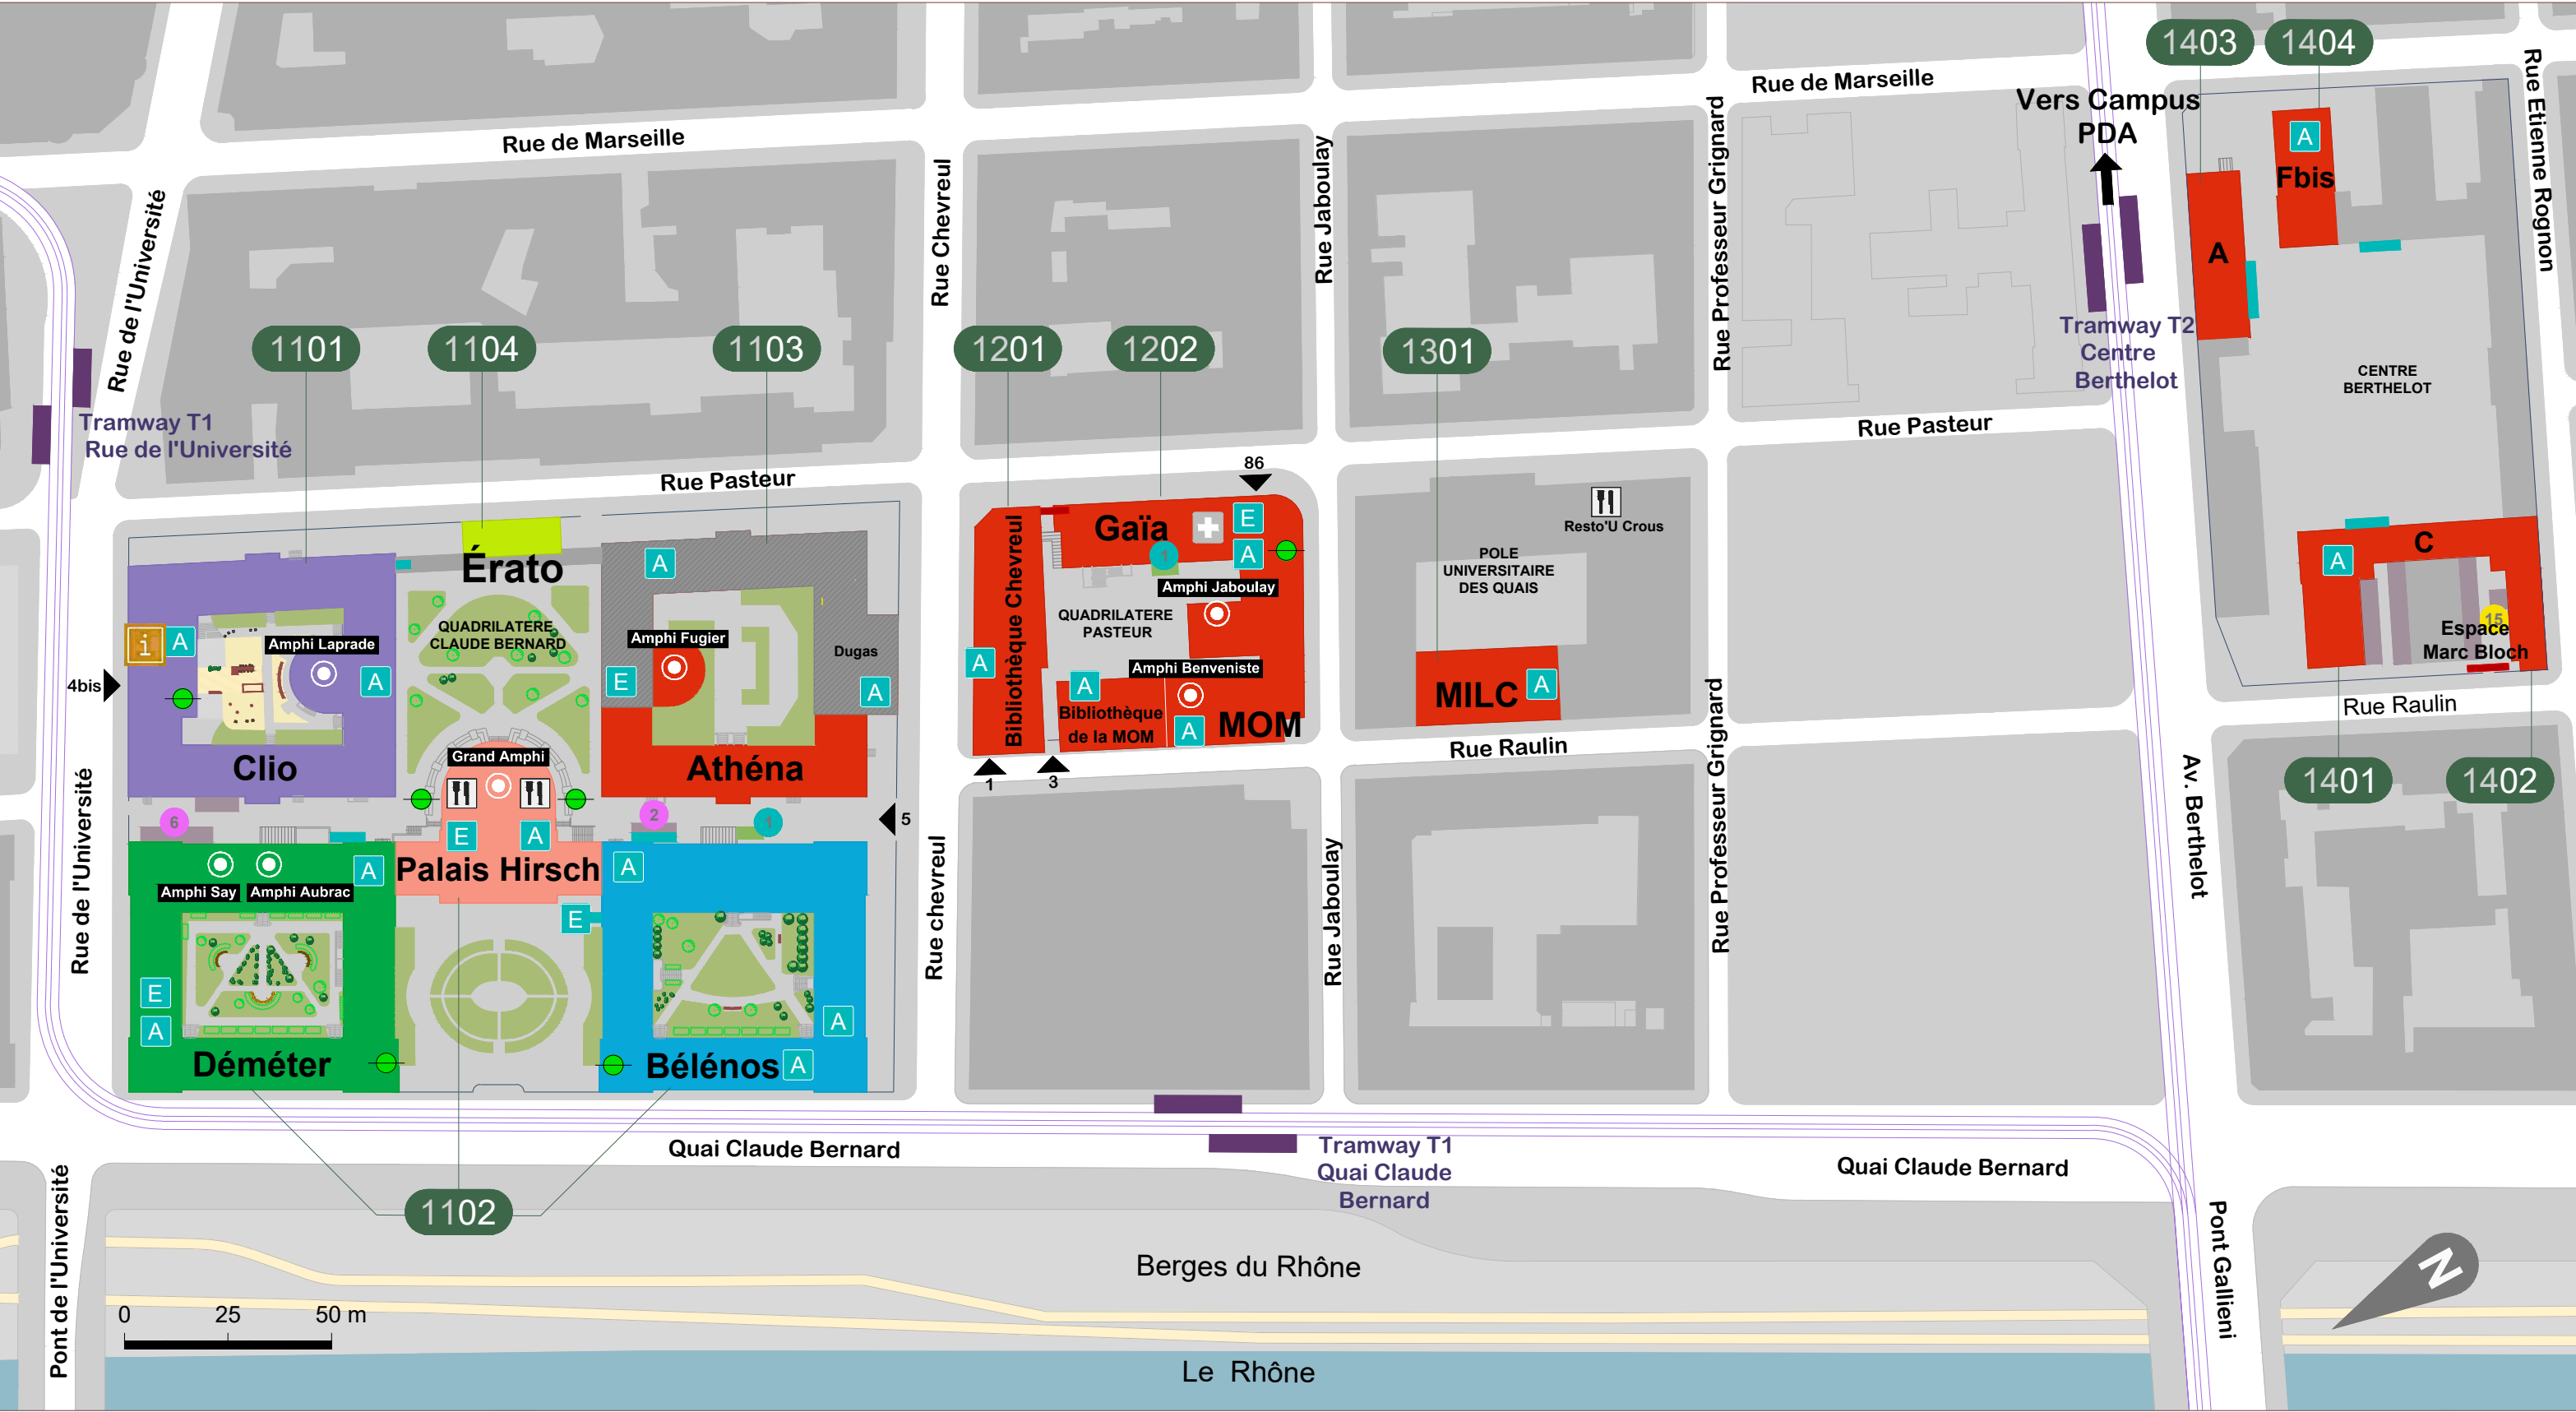 1403
1404
Rue de Marseille
Vers Campus
PDA
Rue Etienne Rognon
Rue de Marseille
Rue de l'Université
Rue Chevreul
Rue Jaboulay
Rue Professeur Grignard
A
Fbis
A
1101
1104
1103
1201
1202
1301
Tramway T2
Centre
Berthelot
CENTRE
BERTHELOT
Tramway T1
Rue de l'Université
Rue Pasteur
Rue Pasteur
86
Érato
A
QUADRILATERE
CLAUDE BERNARD
i
A
Amphi Laprade
A
Amphi Fugier
E
Dugas
A
4bis
Clio
Grand Amphi
Athéna
Bibliothèque Chevreul
A
Gaïa
E
A
1
Amphi Jaboulay
QUADRILATERE
PASTEUR
Amphi Benveniste
A
Bibliothèque
de la MOM
A
MOM
1
3
Resto'U Crous
POLE
UNIVERSITAIRE
DES QUAIS
MILC
A
Rue Raulin
C
A
15
Espace
Marc Bloch
Rue Raulin
1401
1402
6
2
1
5
E
A
Palais Hirsch
Amphi Say
Amphi Aubrac
A
A
E
E
A
A
Déméter
Bélénos
A
Rue de l'Université
Rue chevreul
Rue Jaboulay
Rue Professeur Grignard
Av. Berthelot
Quai Claude Bernard
Tramway T1
Quai Claude
Bernard
Quai Claude Bernard
1102
Pont de l'Université
Pont Gallieni
Berges du Rhône
N
0 25 50 m
Le Rhône